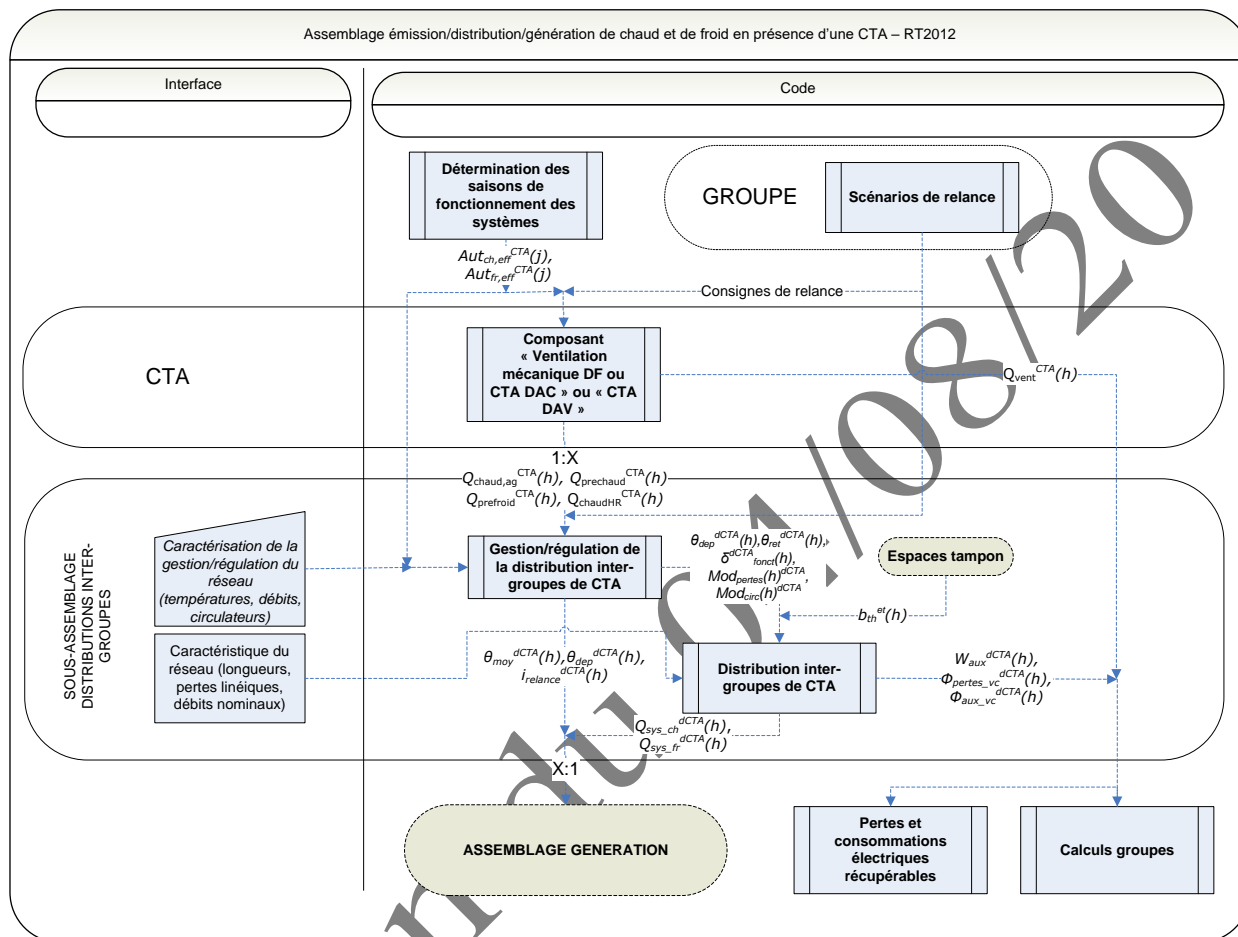 Assemblage émission/distribution/génération de chaud et de froid en présence d'une CTA – RT2012
Interface
Code
Détermination des
saisons de
fonctionnement des
systèmes
GROUPE
Scénarios de relance
Aut_ch,eff^CTA(j),
Aut_fr,eff^CTA(j)
Consignes de relance
CTA
Composant
« Ventilation
mécanique DF ou
CTA DAC » ou « CTA
DAV »
Q_vent^CTA(h)
1:X
Q_chaud,ag^CTA(h), Q_prechaud^CTA(h)
Q_prefroid^CTA(h), Q_chaudHR^CTA(h)
SOUS-ASSEMBLAGE
DISTRIBUTIONS INTER-
GROUPES
Caractérisation de la
gestion/régulation du
réseau
(températures, débits,
circulateurs)
Gestion/régulation de
la distribution inter-
groupes de CTA
θ_dep^dCTA(h),θ_ret^dCTA(h),
δ^dCTA_fonct(h),
Mod_pertes(h)^dCTA,
Mod_circ(h)^dCTA
Espaces tampon
b_th^et(h)
Caractéristique du
réseau (longueurs,
pertes linéiques,
débits nominaux)
θ_moy^dCTA(h),θ_dep^dCTA(h),
i_relance^dCTA(h)
Distribution inter-
groupes de CTA
W_aux^dCTA(h),
Φ_pertes_vc^dCTA(h)
Φ_aux_vc^dCTA(h)
Q_sys_ch^dCTA(h),
Q_sys_fr^dCTA(h)
X:1
ASSEMBLAGE GENERATION
Pertes et
consommations
électriques
récupérables
Calculs groupes